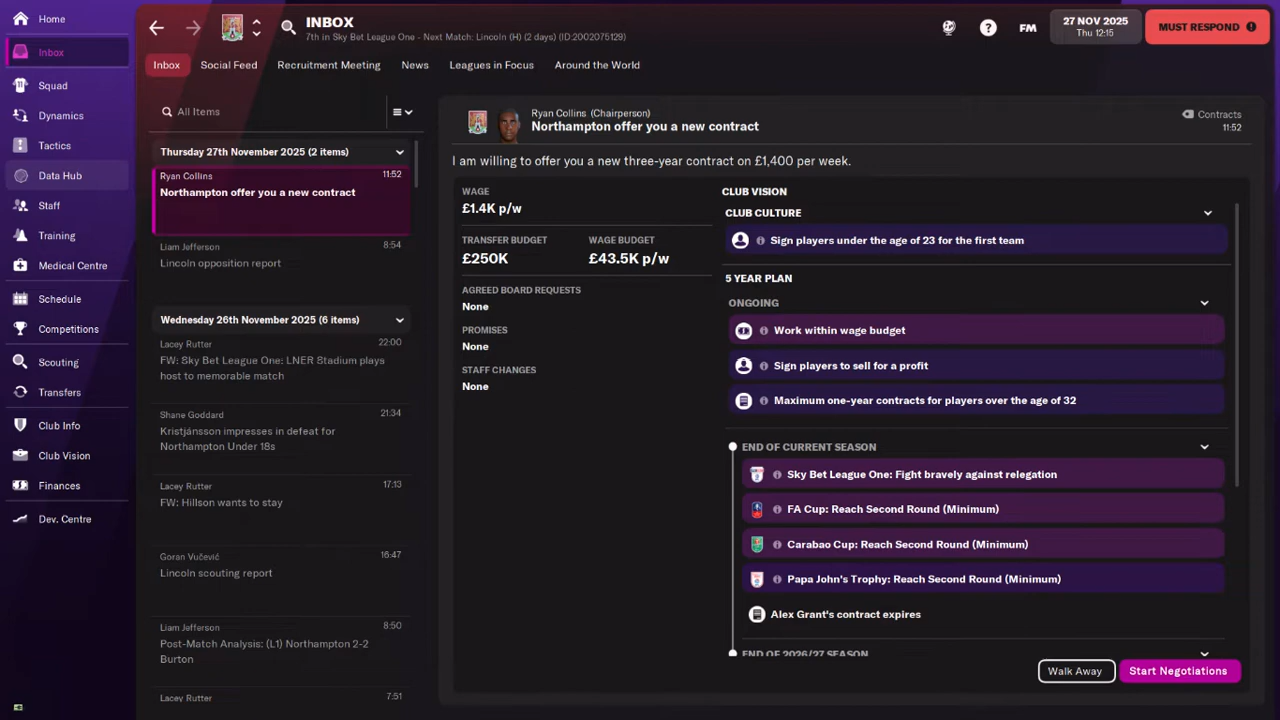 Home
Inbox
Squad
Dynamics
Tactics
Data Hub
Staff
Training
Medical Centre
Schedule
Competitions
Scouting
Transfers
Club Info
Club Vision
Finances
Dev. Centre
INBOX
7th in Sky Bet League One - Next Match: Lincoln (H) (2 days) (ID:2002075129)
?
FM
27 NOV 2025
Thu 12:15
MUST RESPOND
Inbox
Social Feed
Recruitment Meeting
News
Leagues in Focus
Around the World
All Items
Thursday 27th November 2025 (2 items)
Ryan Collins
11:52
Northampton offer you a new contract
Liam Jefferson
8:54
Lincoln opposition report
Wednesday 26th November 2025 (6 items)
Lacey Rutter
22:00
FW: Sky Bet League One: LNER Stadium plays
host to memorable match
Shane Goddard
21:34
Kristjánsson impresses in defeat for
Northampton Under 18s
Lacey Rutter
17:13
FW: Hillson wants to stay
Goran Vučević
16:47
Lincoln scouting report
Liam Jefferson
8:50
Post-Match Analysis: (L1) Northampton 2-2
Burton
Lacey Rutter
7:51
Ryan Collins (Chairperson)
Northampton offer you a new contract
Contracts
11:52
I am willing to offer you a new three-year contract on £1,400 per week.
WAGE
£1.4K p/w
TRANSFER BUDGET
£250K
WAGE BUDGET
£43.5K p/w
AGREED BOARD REQUESTS
None
PROMISES
None
STAFF CHANGES
None
CLUB VISION
CLUB CULTURE
Sign players under the age of 23 for the first team
5 YEAR PLAN
ONGOING
Work within wage budget
Sign players to sell for a profit
Maximum one-year contracts for players over the age of 32
END OF CURRENT SEASON
Sky Bet League One: Fight bravely against relegation
FA Cup: Reach Second Round (Minimum)
Carabao Cup: Reach Second Round (Minimum)
Papa John's Trophy: Reach Second Round (Minimum)
Alex Grant's contract expires
END OF 2026/27 SEASON
Walk Away
Start Negotiations